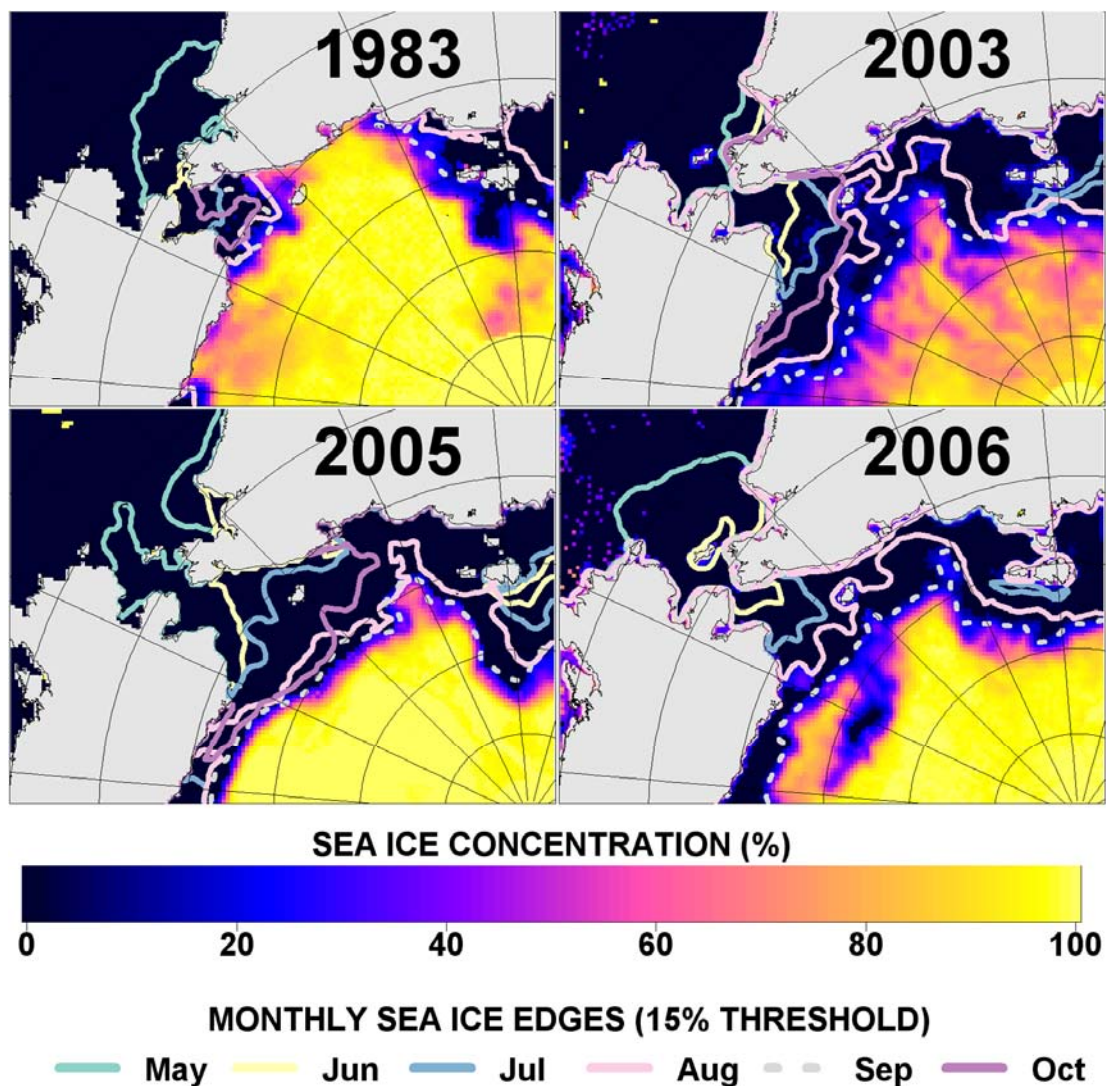 1983
2003
2005
2006
SEA ICE CONCENTRATION (%)
0 20 40 60 80 100
MONTHLY SEA ICE EDGES (15% THRESHOLD)
May Jun Jul Aug Sep Oct